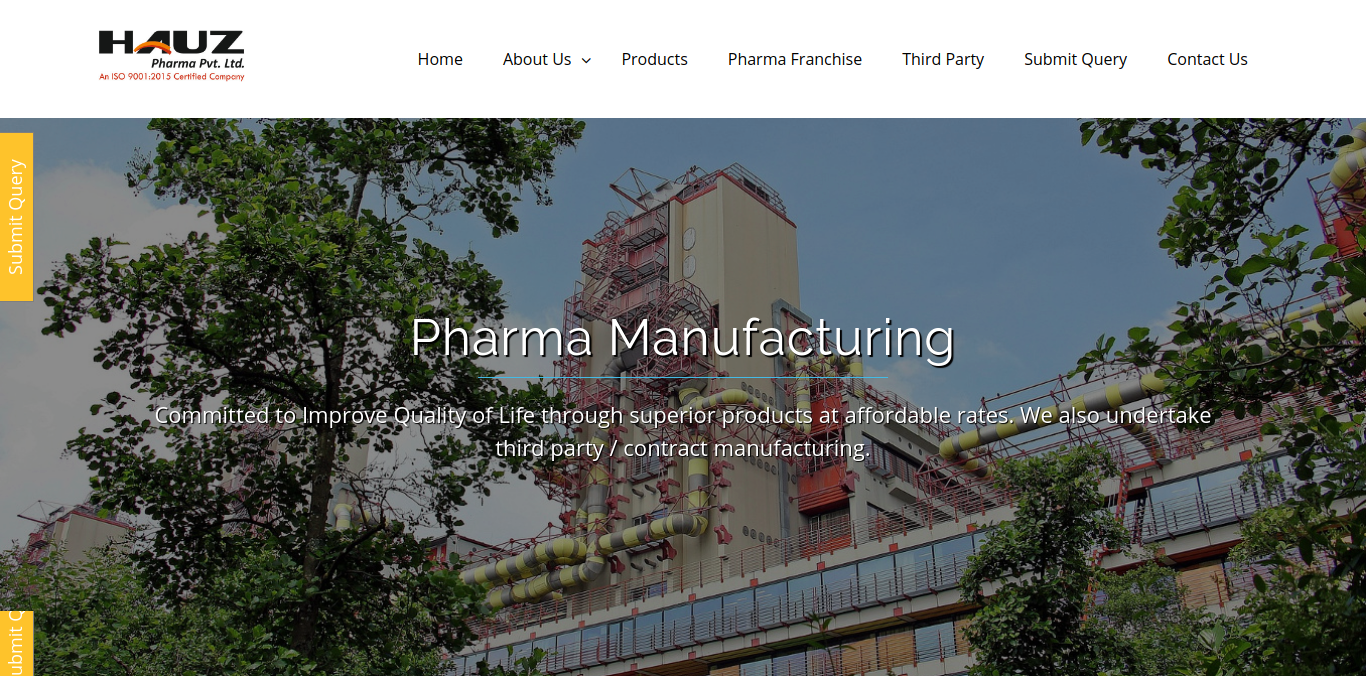 HAUZ
Pharma Pvt. Ltd.
An ISO 9001:2015 Certified Company
Home
About Us
Products
Pharma Franchise
Third Party
Submit Query
Contact Us
Submit Query
Pharma Manufacturing
Committed to Improve Quality of Life through superior products at affordable rates. We also undertake
third party / contract manufacturing.